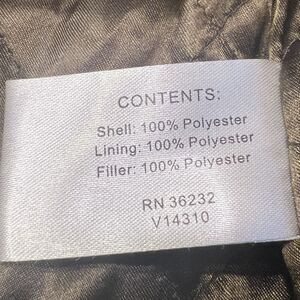 CONTENTS:
Shell: 100% Polyester
Lining: 100% Polyester
Filler: 100% Polyester
RN 36232
V14310